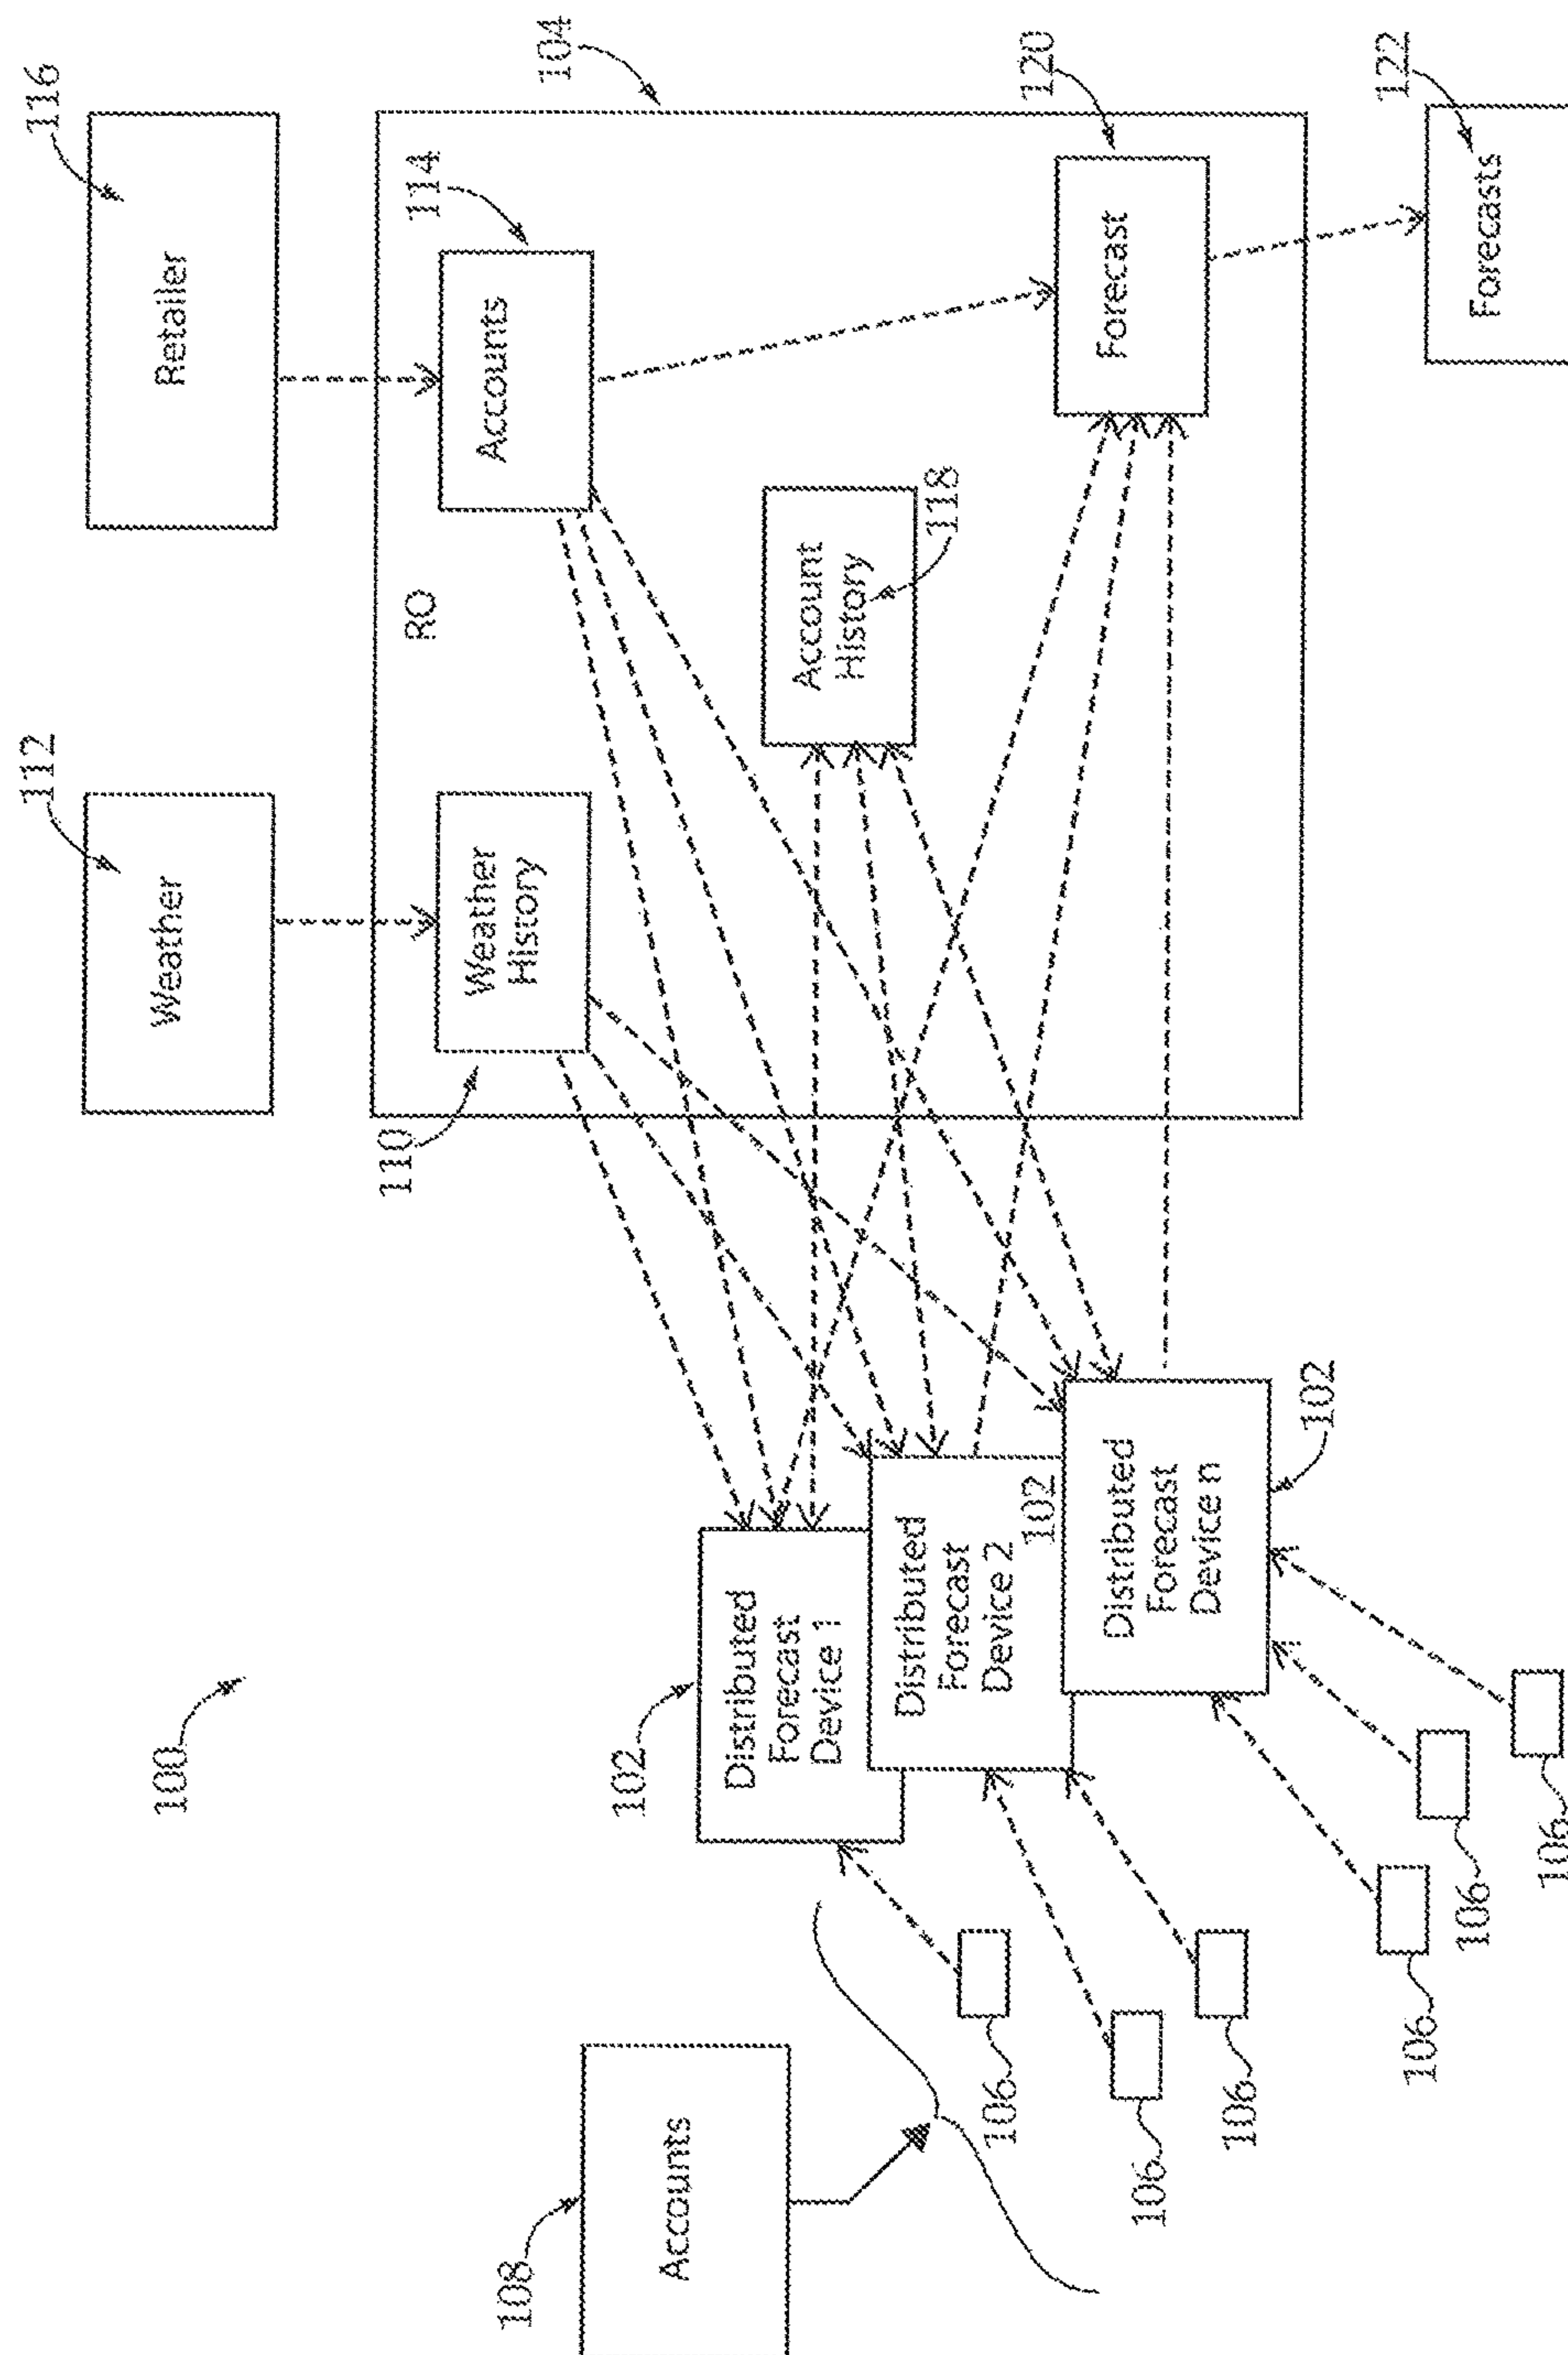 100
108
Accounts
112
Weather
116
Retailer
110
Weather
History
RO
114
Accounts
104
102
Distributed
Forecast
Device 1
Account
History
118
Distributed
Forecast
Device 2
102
Distributed
Forecast
Device n
102
120
Forecast
122
Forecasts
106
106
106
106
106
106